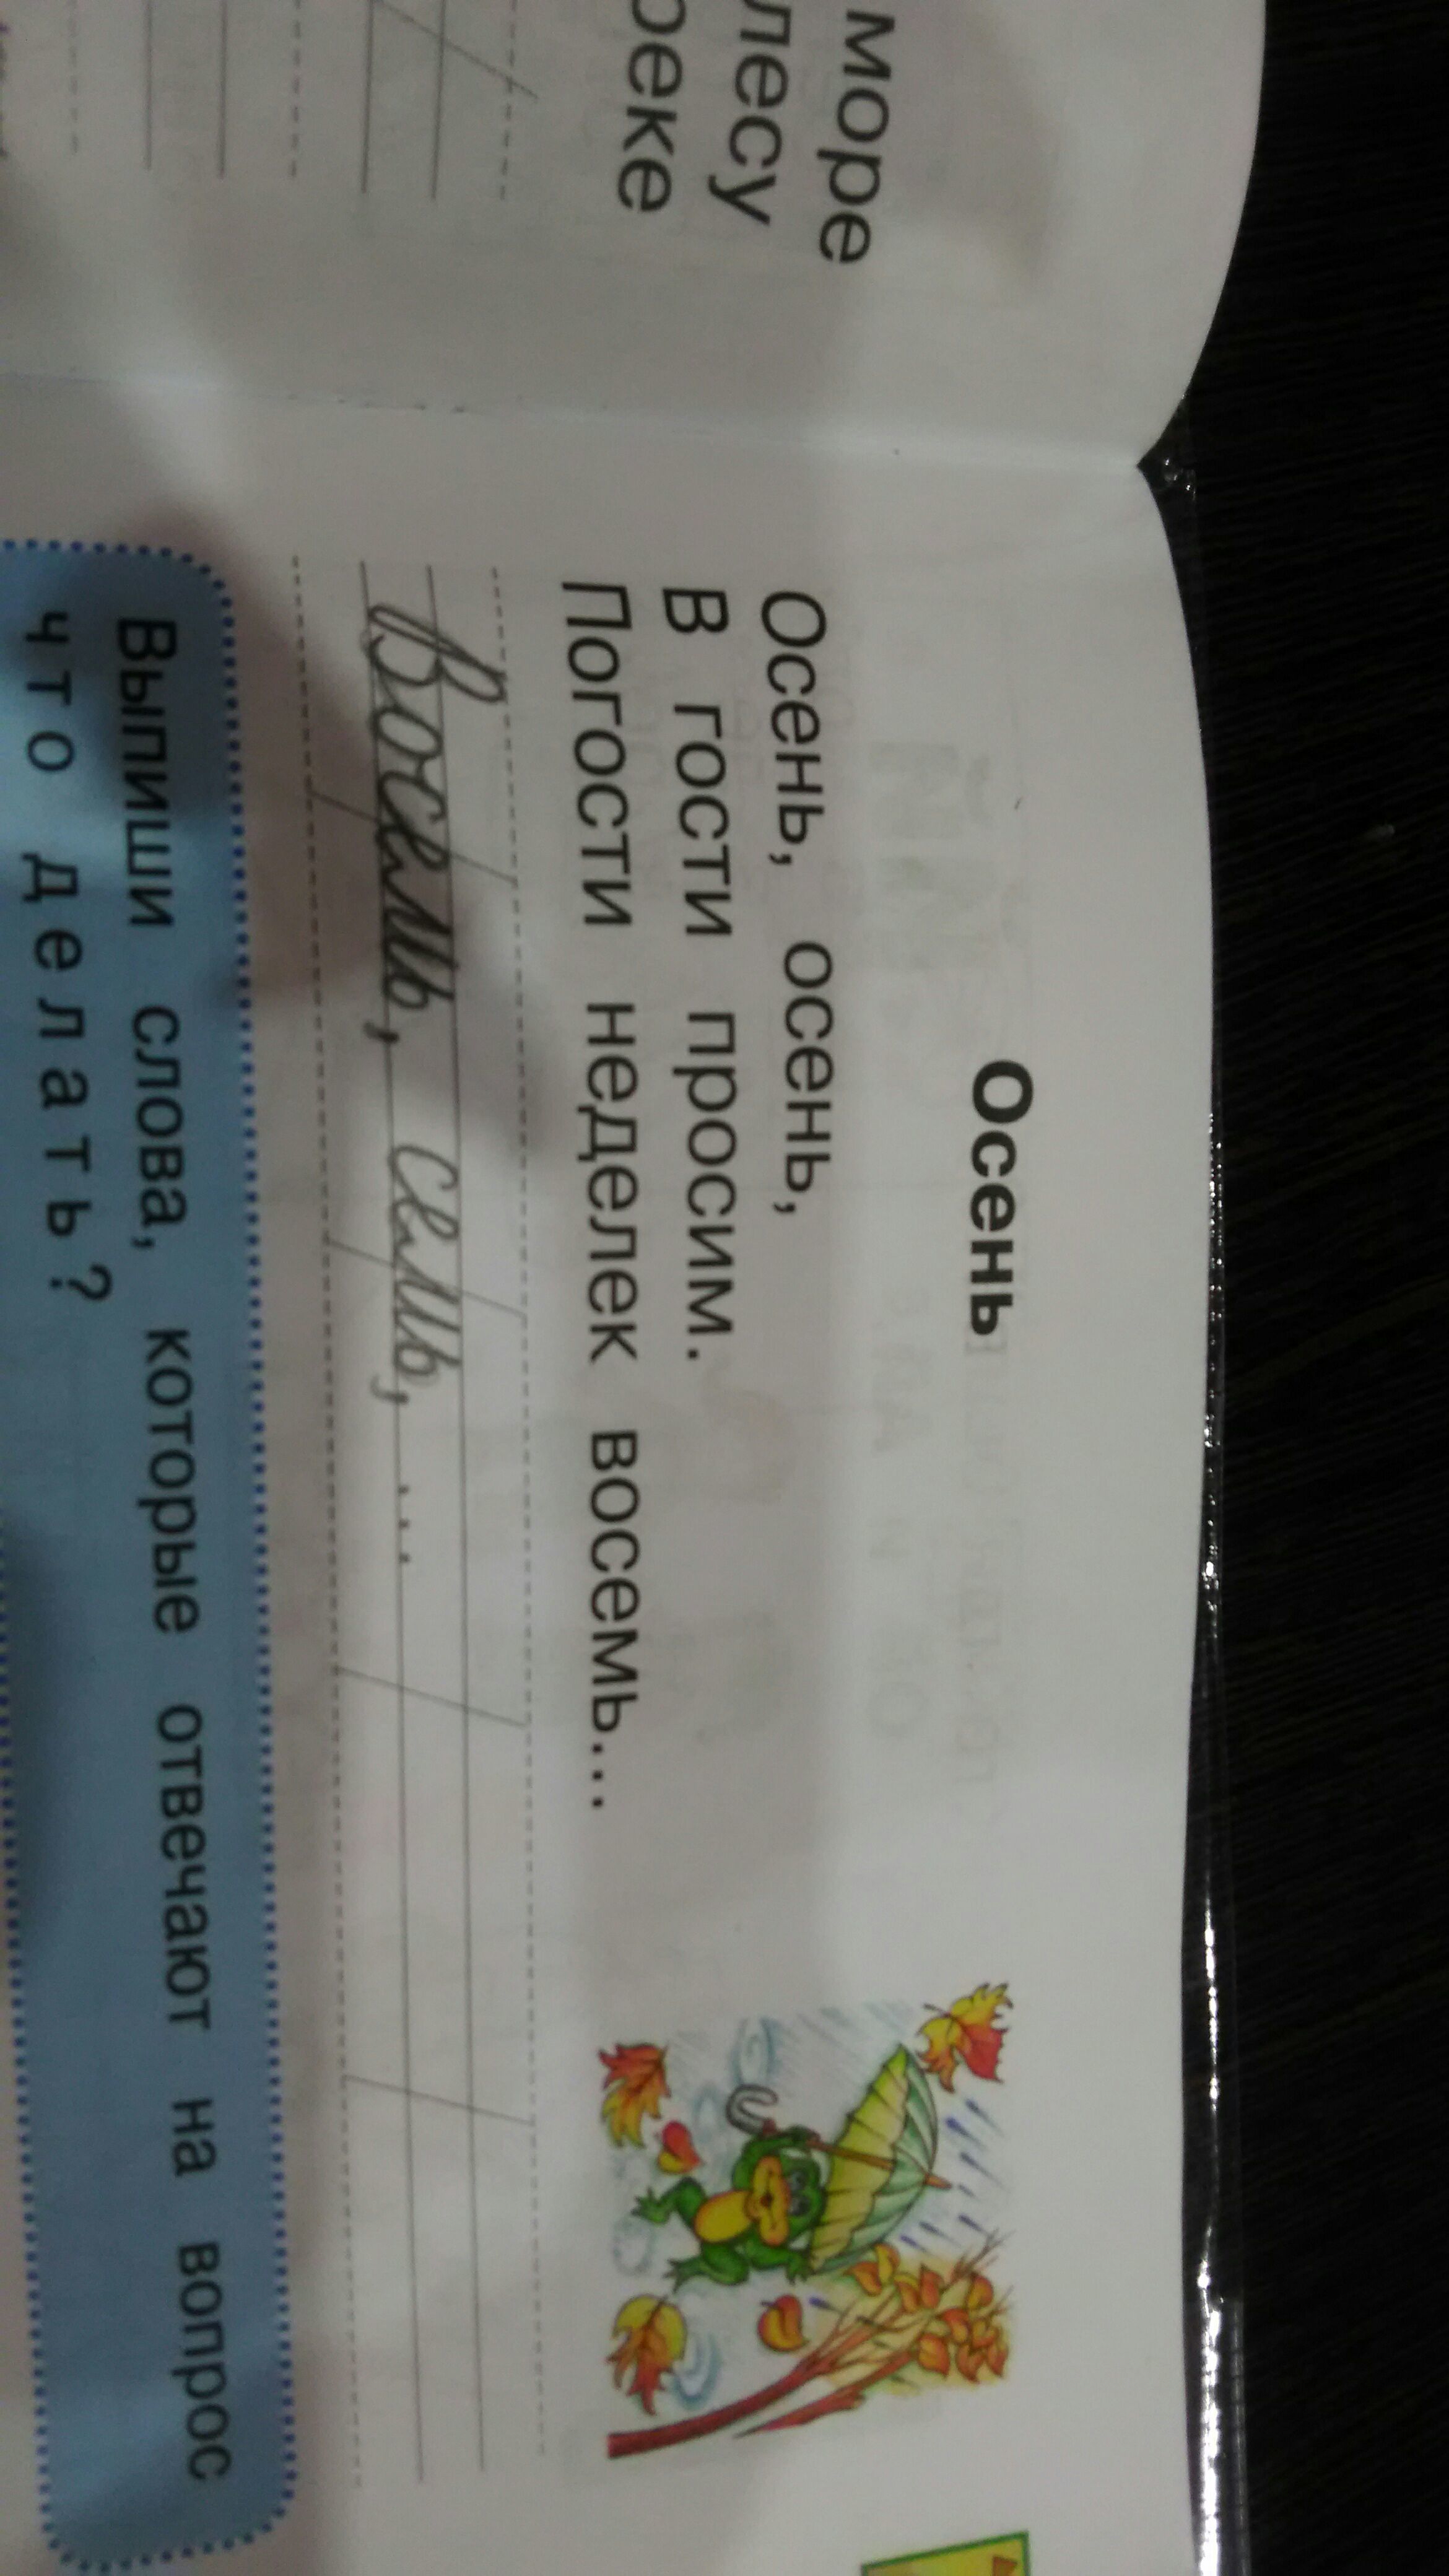 море
лесу
реке
Осень
Осень, осень,
В гости просим.
Погости неделек восемь...
Восемь, семь, ...
Выпиши слова, которые отвечают на вопрос
что делать?